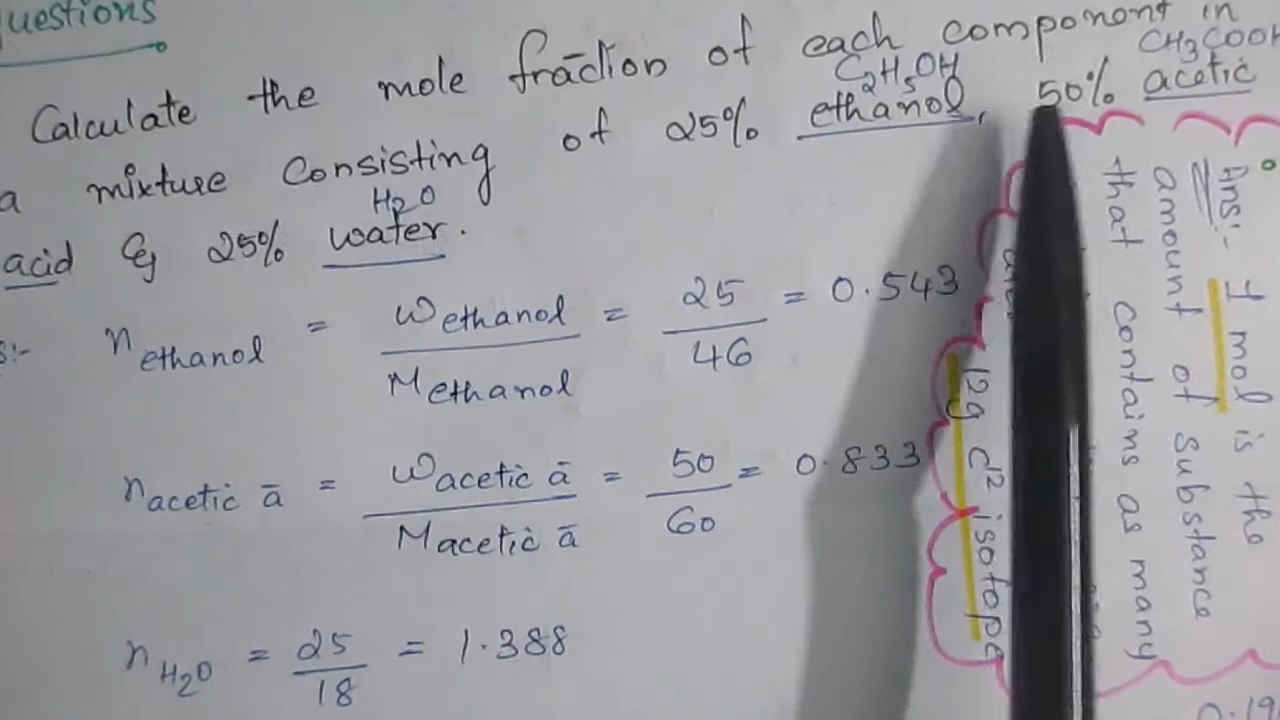 questions
Calculate the mole fraction of each component in
C2H5OH CH3COOH
a mixture consisting of 25% ethanol, 50% acetic
H2O
acid & 25% water.
s:- n ethanol = W ethanol / M ethanol = 25 / 46 = 0.543
n acetic ā = W acetic ā / M acetic ā = 50 / 60 = 0.833
n H2O = 25 / 18 = 1.388
Ans:- 1 mol is the
amount of substance
that contains as many
12g C12 isotope